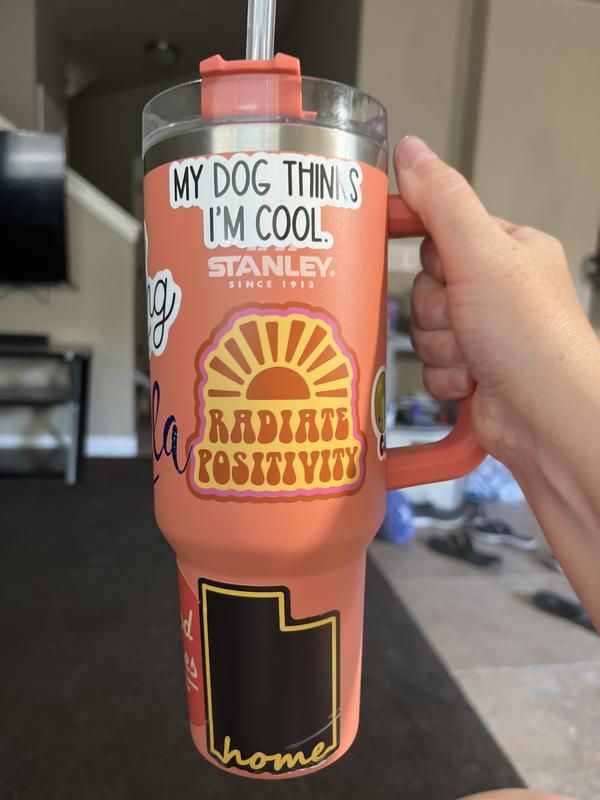 MY DOG THINKS
I'M COOL.
STANLEY®
SINCE 1913
RADIATE
POSITIVITY
home